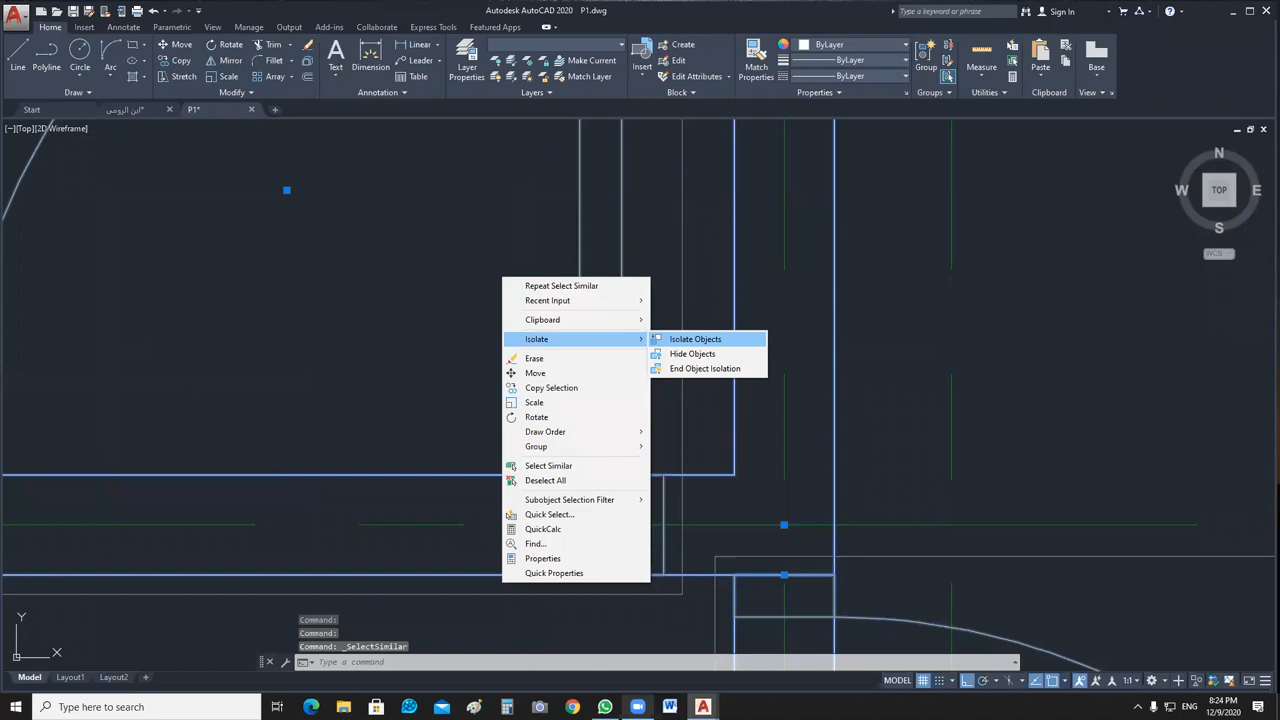 Autodesk AutoCAD 2020 P1.dwg
Type a keyword or phrase
Sign In
Home Insert Annotate Parametric View Manage Output Add-ins Collaborate Express Tools Featured Apps
Line Polyline Circle Arc
Move Rotate Trim
Copy Mirror Fillet
Stretch Scale Array
Text Dimension
Linear
Leader
Table
Layer Properties
Make Current
Match Layer
Insert
Create
Edit
Edit Attributes
Match Properties
ByLayer
ByLayer
ByLayer
Group Measure Paste Base
Draw Modify Annotation Layers Block Properties Groups Utilities Clipboard View
Start ابن الرومى* P1*
[−][Top][2D Wireframe]
N
W TOP E
S
WCS
Repeat Select Similar
Recent Input
Clipboard
Isolate
Isolate Objects
Hide Objects
End Object Isolation
Erase
Move
Copy Selection
Scale
Rotate
Draw Order
Group
Select Similar
Deselect All
Subobject Selection Filter
Quick Select...
QuickCalc
Find...
Properties
Quick Properties
Y
X
Command:
Command:
Command: _SelectSimilar
Type a command
Model Layout1 Layout2
MODEL 1:1
Type here to search
ENG
8:24 PM
12/9/2020